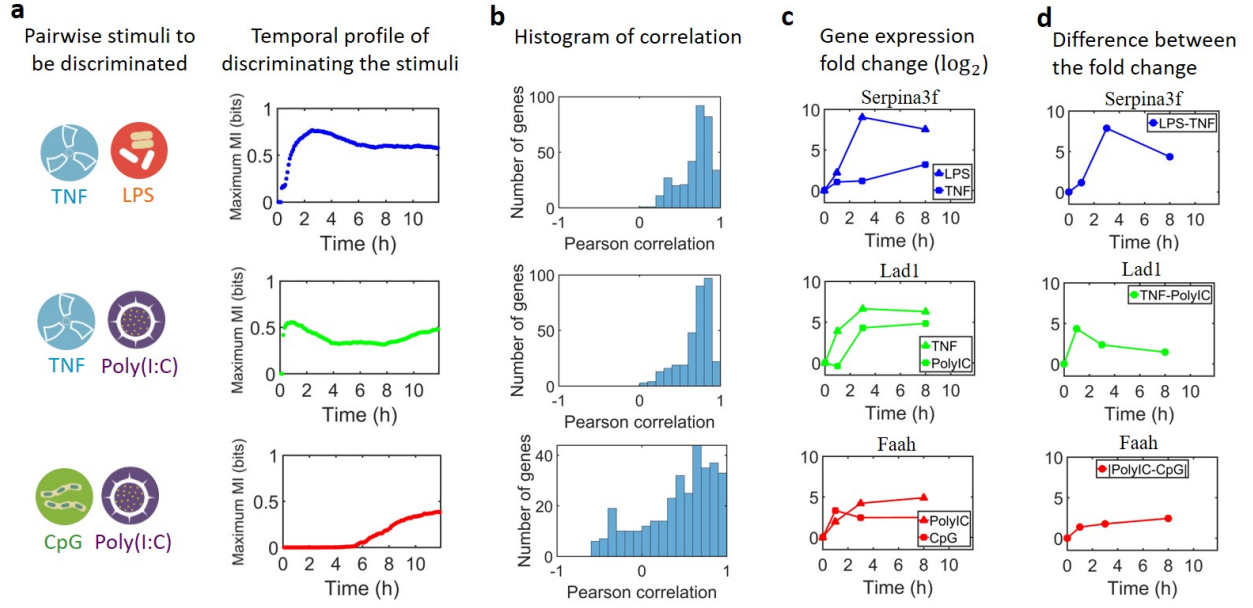 a
Pairwise stimuli to
be discriminated
Temporal profile of
discriminating the stimuli
b
Histogram of correlation
c
Gene expression
fold change (log₂)
d
Difference between
the fold change
TNF
LPS
Maximum MI (bits)
1
0.5
0
0 2 4 6 8 10
Time (h)
Number of genes
100
50
0
-1 0 1
Pearson correlation
Serpina3f
10
5
0
LPS
TNF
0 2 4 6 8 10
Time (h)
Serpina3f
10
5
0
LPS-TNF
0 2 4 6 8 10
Time (h)
TNF
Poly(I:C)
Maximum MI (bits)
1
0.5
0
0 2 4 6 8 10
Time (h)
Number of genes
100
50
0
-1 0 1
Pearson correlation
Lad1
10
5
0
TNF
PolyIC
0 2 4 6 8 10
Time (h)
Lad1
10
5
0
TNF-PolyIC
0 2 4 6 8 10
Time (h)
CpG
Poly(I:C)
Maximum MI (bits)
1
0.5
0
0 2 4 6 8 10
Time (h)
Number of genes
40
20
0
-1 0 1
Pearson correlation
Faah
10
5
0
PolyIC
CpG
0 2 4 6 8 10
Time (h)
Faah
10
5
0
|PolyIC-CpG|
0 2 4 6 8 10
Time (h)